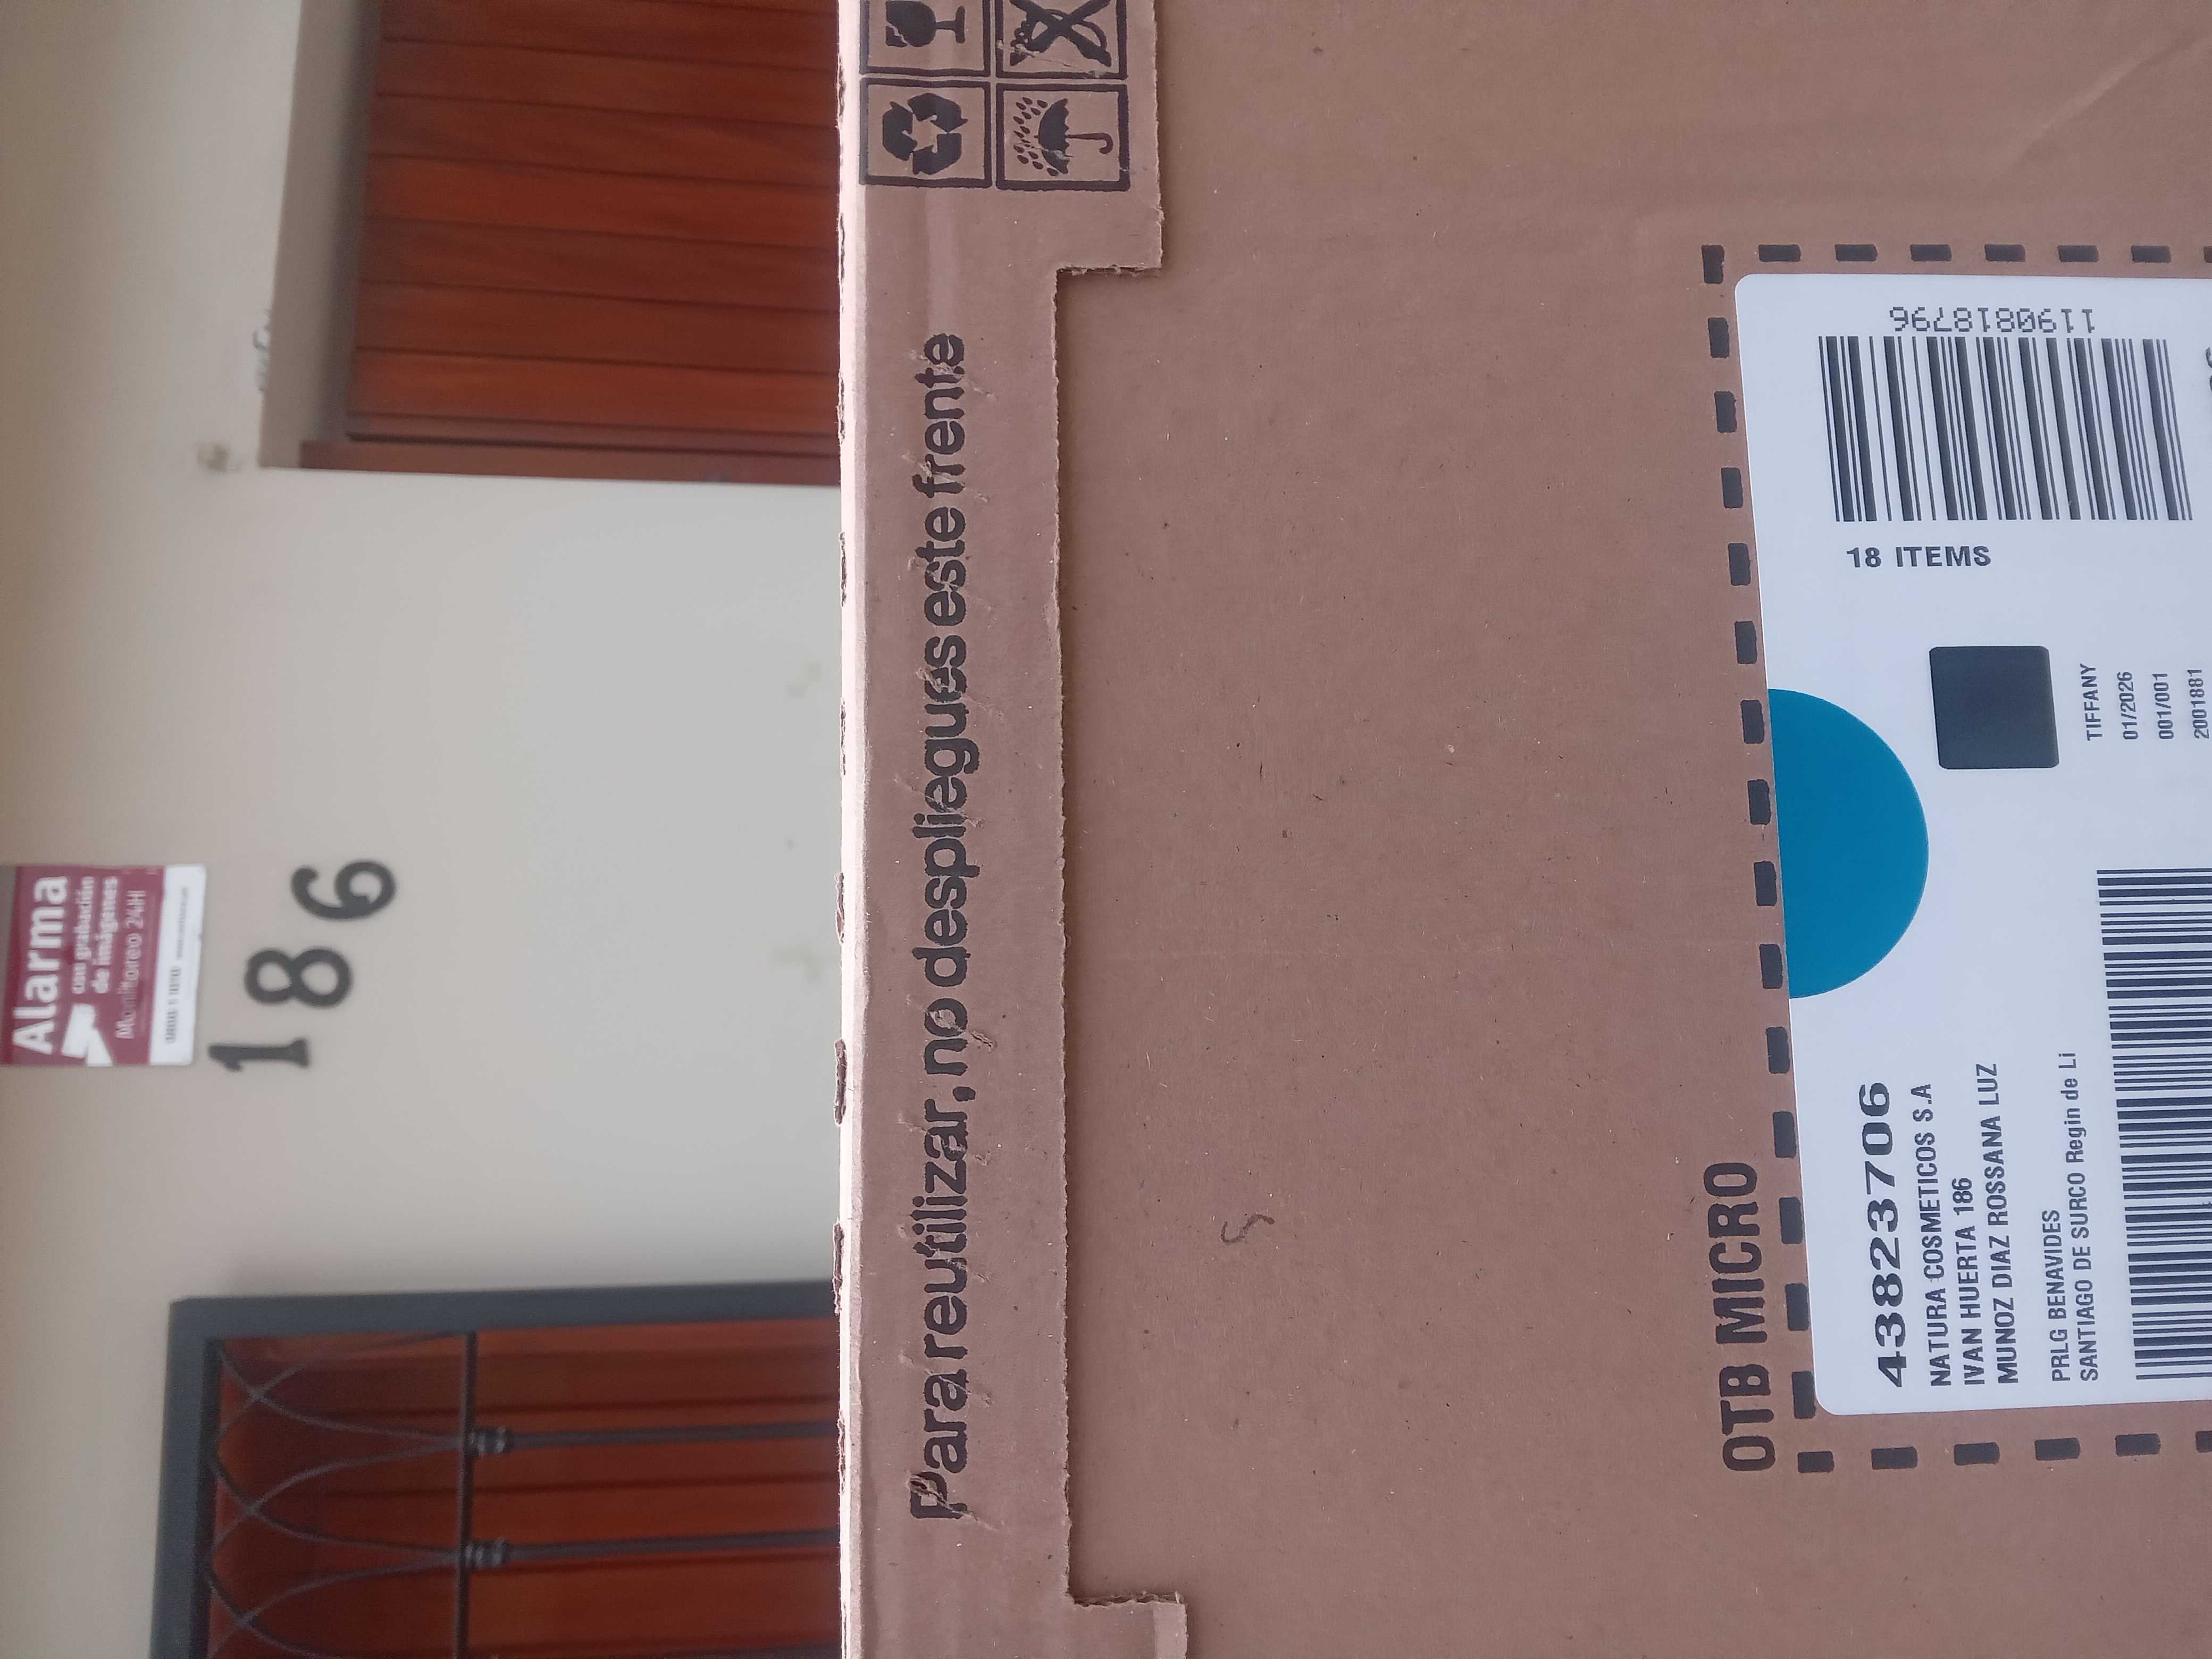 Alarma
con grabación
de imágenes
Monitoreo 24H
186
Para reutilizar, no despliegues este frente
OTB MICRO
43823706
NATURA COSMETICOS S.A
IVAN HUERTA 186
MUNOZ DIAZ ROSSANA LUZ
PRLG BENAVIDES
SANTIAGO DE SURCO Regin de Li
TIFFANY
01/2026
001/001
2001881
18 ITEMS
1190818796